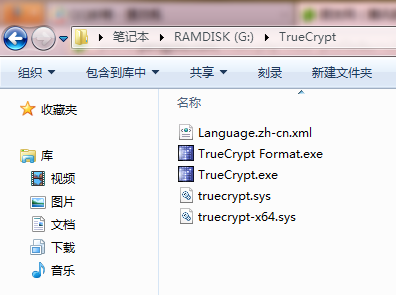 笔记本 RAMDISK (G:) TrueCrypt
组织 包含到库中 共享 刻录 新建文件夹
收藏夹
库
视频
图片
文档
下载
音乐
名称
Language.zh-cn.xml
TrueCrypt Format.exe
TrueCrypt.exe
truecrypt.sys
truecrypt-x64.sys